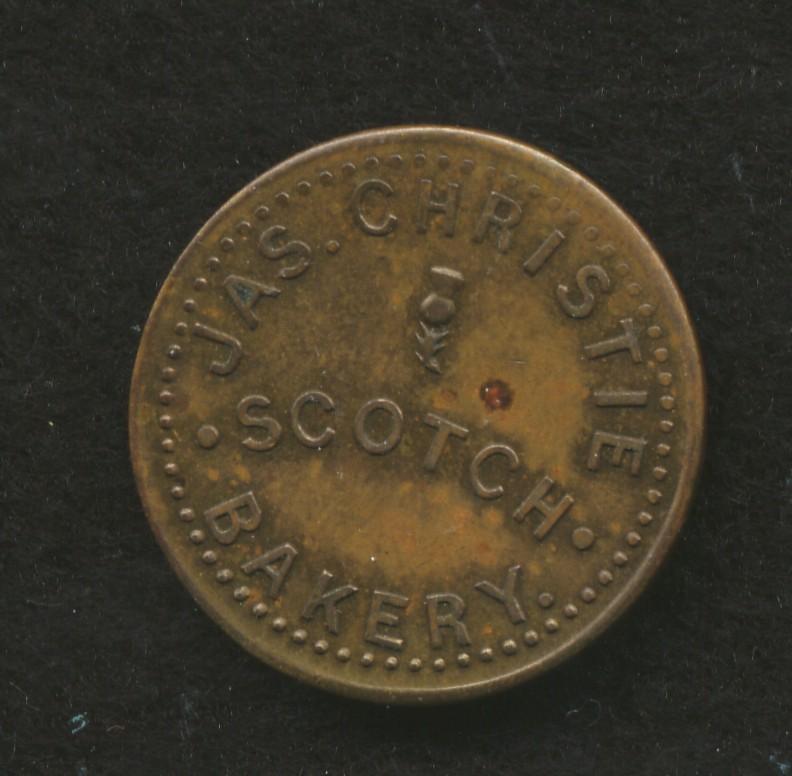 JAS. CHRISTIE
• SCOTCH •
BAKERY.